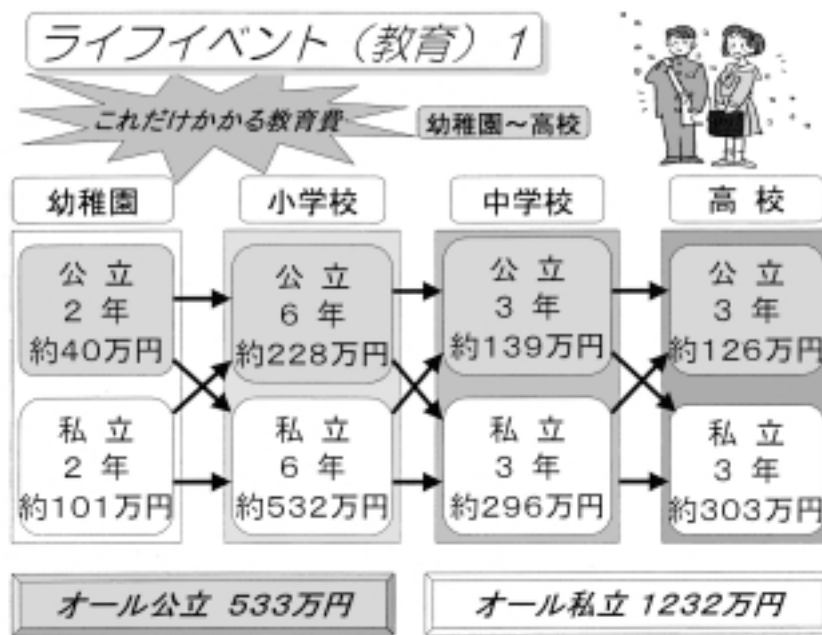 ライフイベント（教育）1
これだけかかる教育費
幼稚園～高校
幼稚園
小学校
中学校
高 校
公 立
2 年
約40万円
公 立
6 年
約228万円
公 立
3 年
約139万円
公 立
3 年
約126万円
私 立
2 年
約101万円
私 立
6 年
約532万円
私 立
3 年
約296万円
私 立
3 年
約303万円
オール公立 533万円
オール私立 1232万円